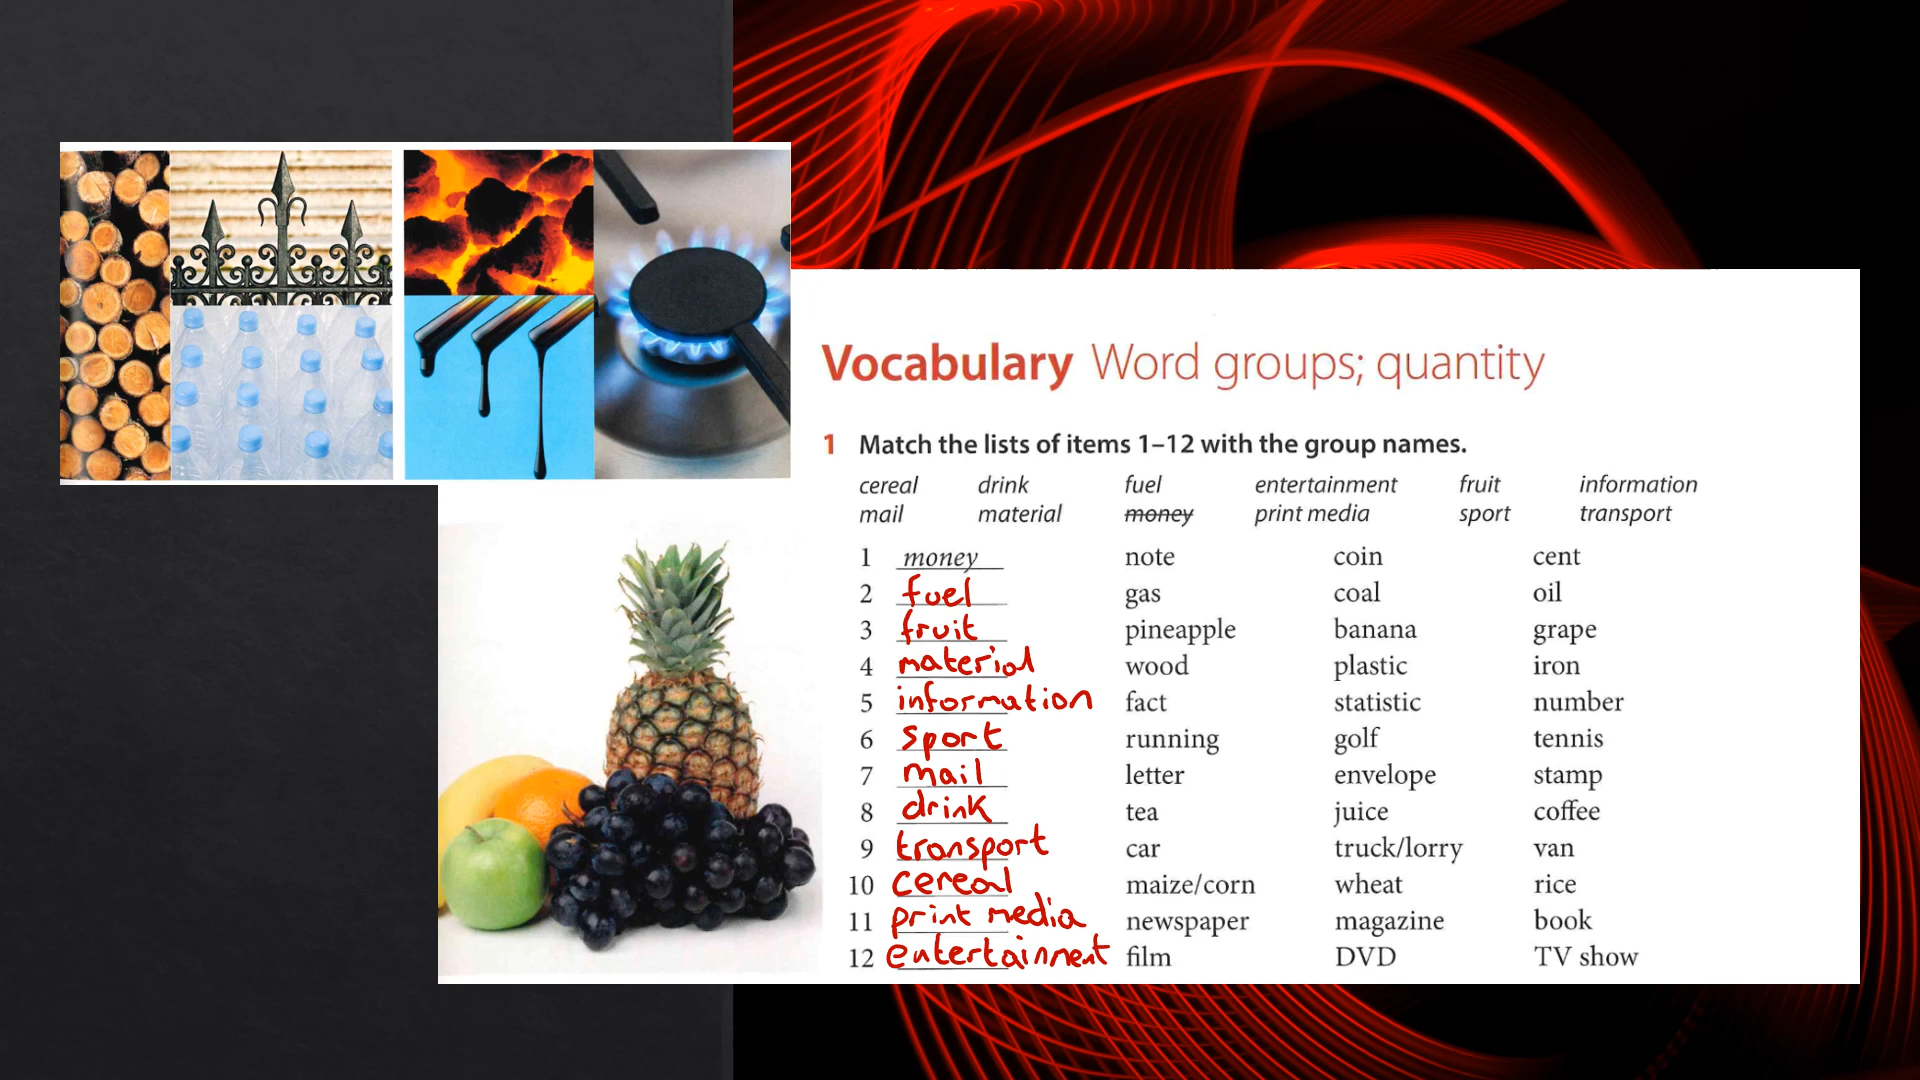 Vocabulary Word groups; quantity
1 Match the lists of items 1–12 with the group names.
cereal drink fuel entertainment fruit information
mail material money print media sport transport
1 money note coin cent
2 fuel gas coal oil
3 fruit pineapple banana grape
4 material wood plastic iron
5 information fact statistic number
6 sport running golf tennis
7 mail letter envelope stamp
8 drink tea juice coffee
9 transport car truck/lorry van
10 cereal maize/corn wheat rice
11 print media newspaper magazine book
12 entertainment film DVD TV show